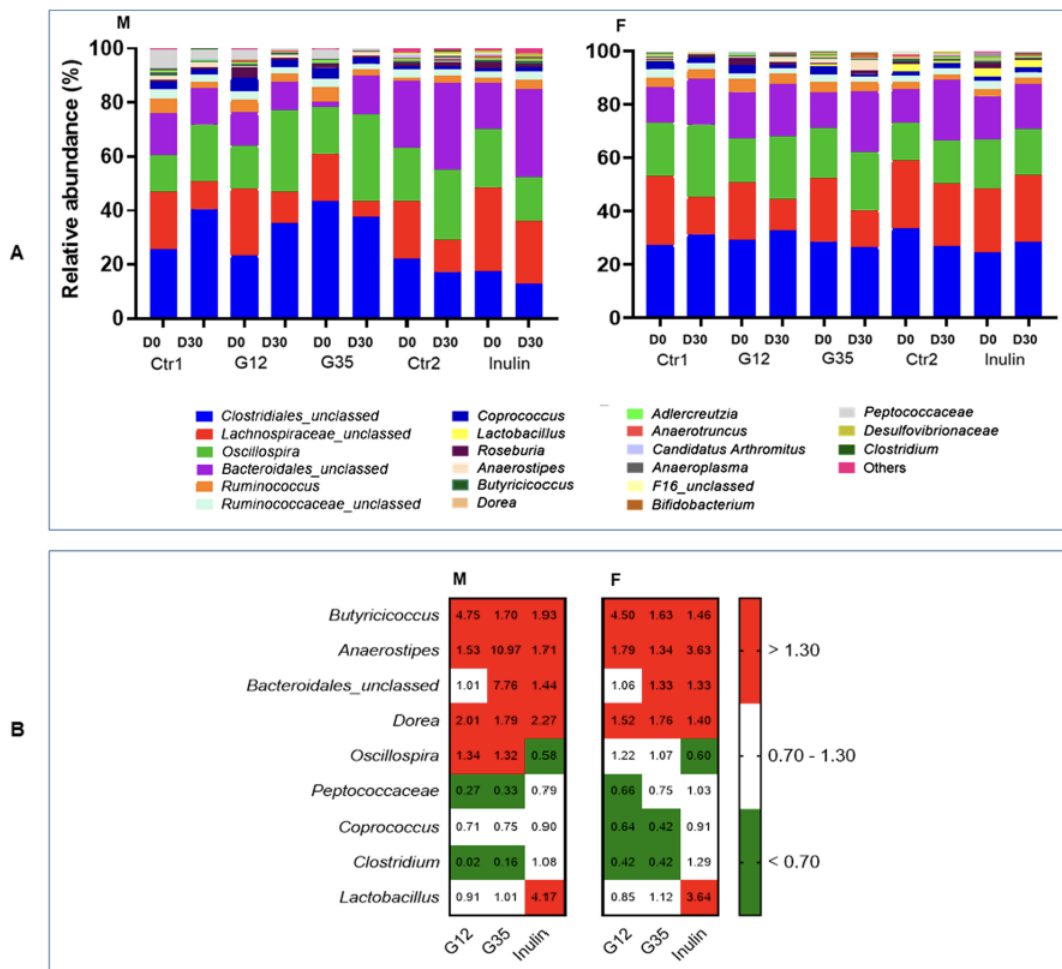 M
F
A
Relative abundance (%)
100
80
60
40
20
0
100
80
60
40
20
0
D0 D30 D0 D30 D0 D30 D0 D30 D0 D30
Ctr1 G12 G35 Ctr2 Inulin
D0 D30 D0 D30 D0 D30 D0 D30 D0 D30
Ctr1 G12 G35 Ctr2 Inulin
Clostridiales_unclassed
Lachnospiraceae_unclassed
Oscillospira
Bacteroidales_unclassed
Ruminococcus
Ruminococcaceae_unclassed
Coprococcus
Lactobacillus
Roseburia
Anaerostipes
Butyricicoccus
Dorea
Adlercreutzia
Anaerotruncus
Candidatus Arthromitus
Anaeroplasma
F16_unclassed
Bifidobacterium
Peptococcaceae
Desulfovibrionaceae
Clostridium
Others
B
M F
Butyricicoccus 4.75 1.70 1.93 4.50 1.63 1.46
Anaerostipes 1.53 10.97 1.71 1.79 1.34 3.63
Bacteroidales_unclassed 1.01 7.76 1.44 1.06 1.33 1.33
Dorea 2.01 1.79 2.27 1.52 1.76 1.40
Oscillospira 1.34 1.32 0.58 1.22 1.07 0.60
Peptococcaceae 0.27 0.33 0.79 0.66 0.75 1.03
Coprococcus 0.71 0.75 0.90 0.64 0.42 0.91
Clostridium 0.02 0.16 1.08 0.42 0.42 1.29
Lactobacillus 0.91 1.01 4.17 0.85 1.12 3.64
G12 G35 Inulin G12 G35 Inulin
> 1.30
0.70 - 1.30
< 0.70